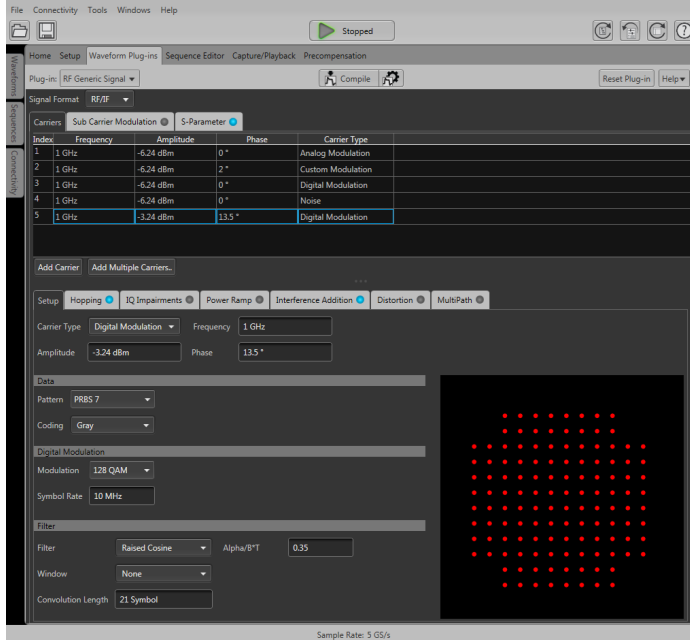 File Connectivity Tools Windows Help
Stopped
Waveforms
Sequences
Connectivity
Home Setup Waveform Plug-ins Sequence Editor Capture/Playback Precompensation
Plug-in: RF Generic Signal Compile Reset Plug-in Help
Signal Format RF/IF
Carriers Sub Carrier Modulation S-Parameter
Index Frequency Amplitude Phase Carrier Type
1 1 GHz -6.24 dBm 0 ° Analog Modulation
2 1 GHz -6.24 dBm 2 ° Custom Modulation
3 1 GHz -6.24 dBm 0 ° Digital Modulation
4 1 GHz -6.24 dBm 0 ° Noise
5 1 GHz -3.24 dBm 13.5 ° Digital Modulation
Add Carrier Add Multiple Carriers..
Setup Hopping IQ Impairments Power Ramp Interference Addition Distortion MultiPath
Carrier Type Digital Modulation Frequency 1 GHz
Amplitude -3.24 dBm Phase 13.5 °
Data
Pattern PRBS 7
Coding Gray
Digital Modulation
Modulation 128 QAM
Symbol Rate 10 MHz
Filter
Filter Raised Cosine Alpha/B*T 0.35
Window None
Convolution Length 21 Symbol
Sample Rate: 5 GS/s